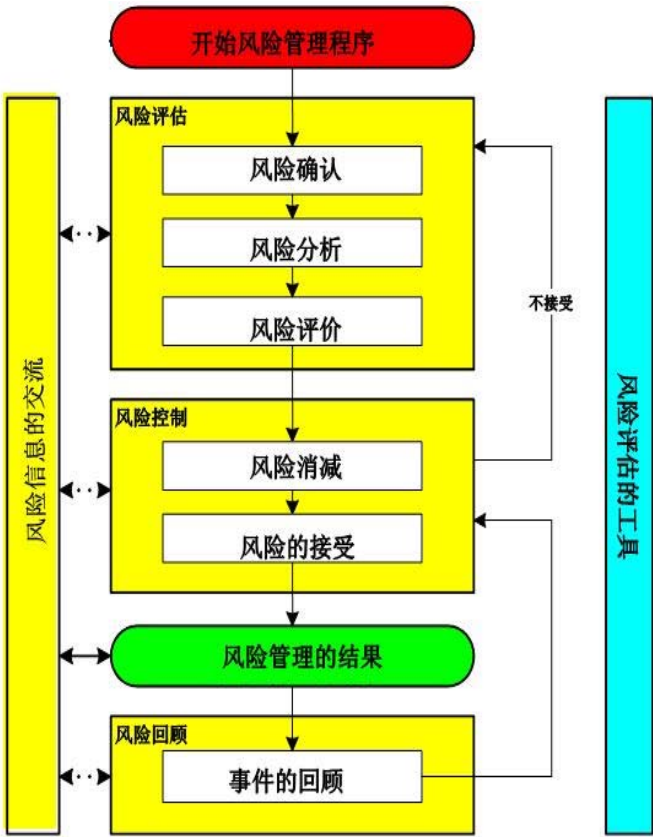 开始风险管理程序
风险评估
风险确认
风险分析
风险评价
不接受
风险控制
风险消减
风险的接受
风险管理的结果
风险回顾
事件的回顾
风险信息的交流
风险评估的工具